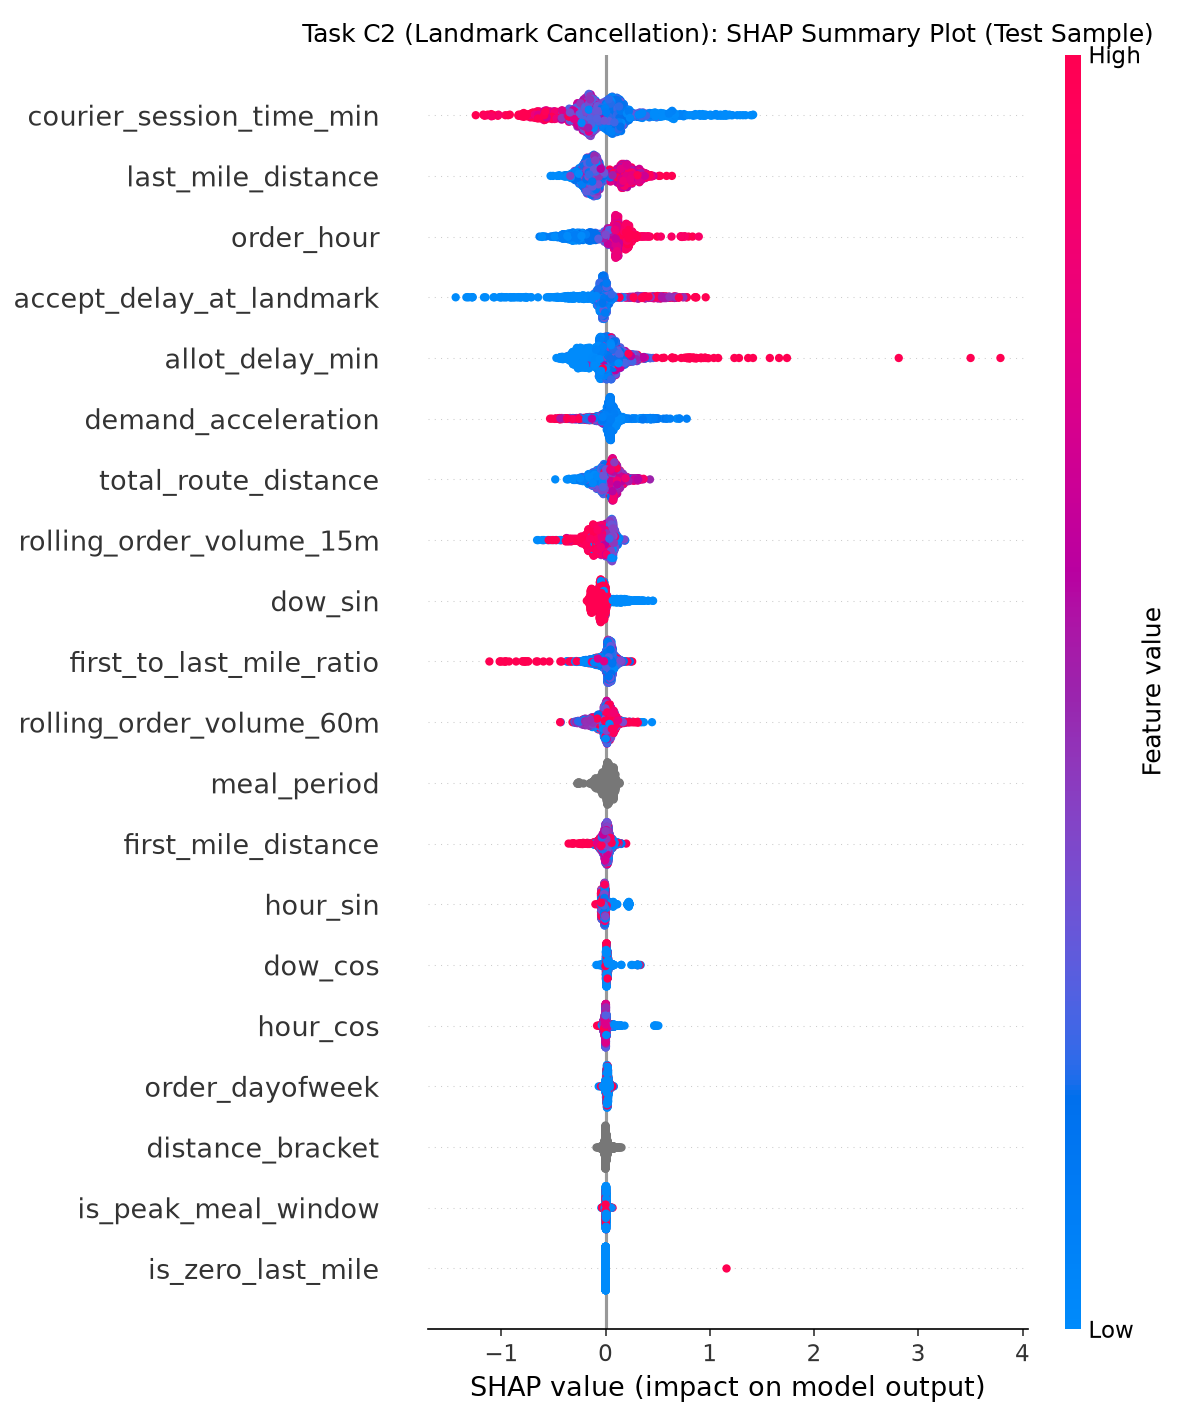 Task C2 (Landmark Cancellation): SHAP Summary Plot (Test Sample)
High
courier_session_time_min
last_mile_distance
order_hour
accept_delay_at_landmark
allot_delay_min
demand_acceleration
total_route_distance
rolling_order_volume_15m
dow_sin
first_to_last_mile_ratio
rolling_order_volume_60m
meal_period
first_mile_distance
hour_sin
dow_cos
hour_cos
order_dayofweek
distance_bracket
is_peak_meal_window
is_zero_last_mile
Feature value
Low
−1 0 1 2 3 4
SHAP value (impact on model output)